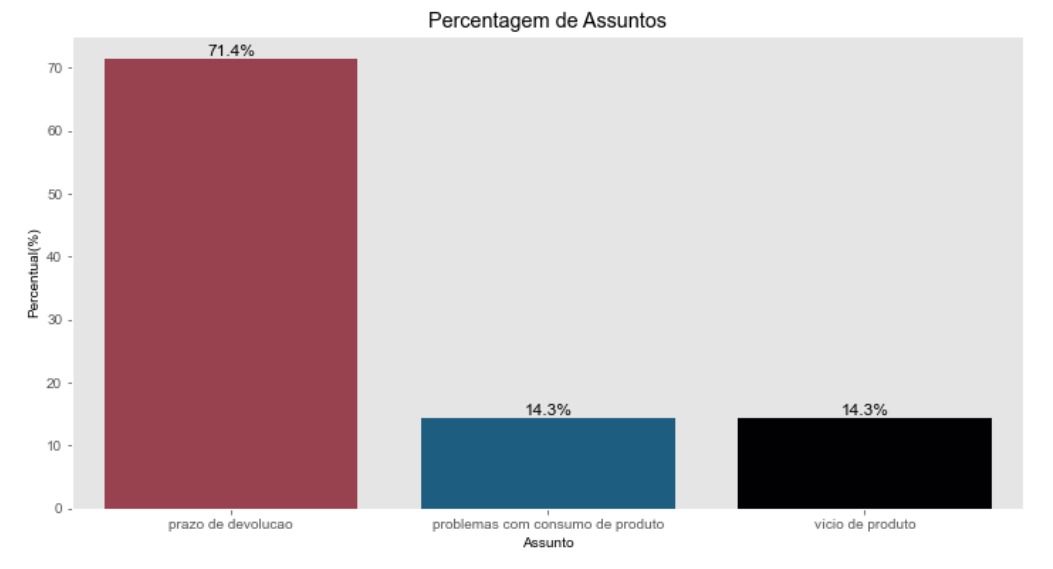 Percentagem de Assuntos
71.4%
14.3%
14.3%
70
60
50
40
30
20
10
0
Percentual(%)
prazo de devolucao
problemas com consumo de produto
vicio de produto
Assunto